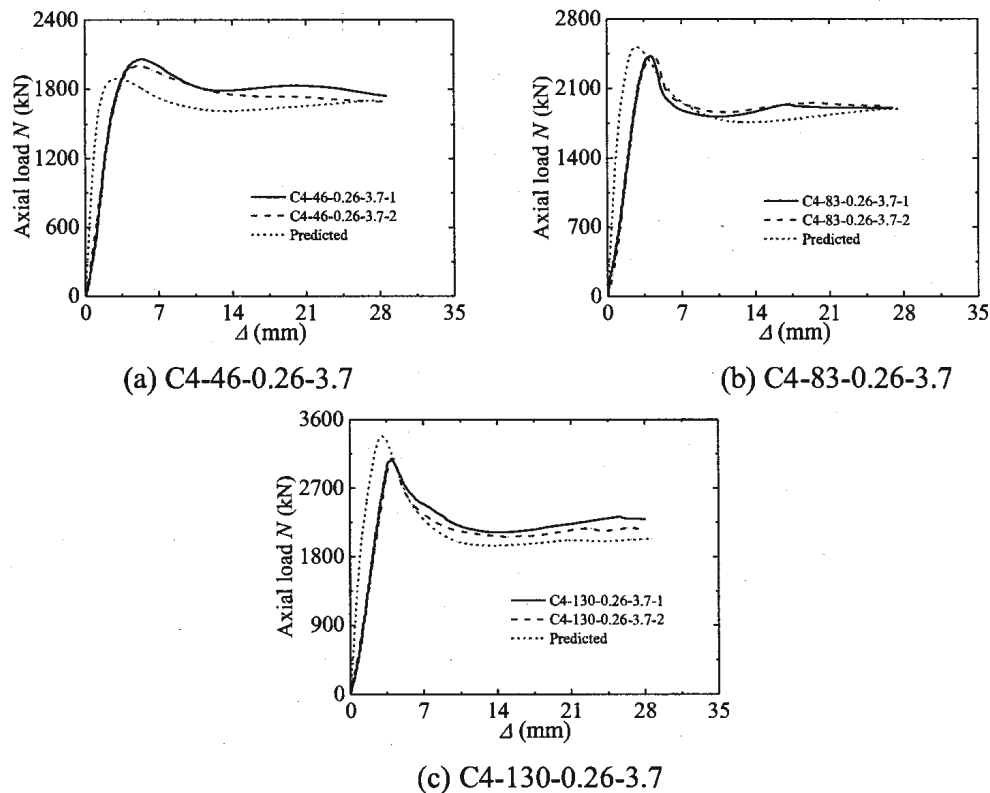 2400
1800
1200
600
0
Axial load N (kN)
C4-46-0.26-3.7-1
C4-46-0.26-3.7-2
Predicted
0 7 14 21 28 35
Δ (mm)
(a) C4-46-0.26-3.7
2800
2100
1400
700
0
Axial load N (kN)
C4-83-0.26-3.7-1
C4-83-0.26-3.7-2
Predicted
0 7 14 21 28 35
Δ (mm)
(b) C4-83-0.26-3.7
3600
2700
1800
900
0
Axial load N (kN)
C4-130-0.26-3.7-1
C4-130-0.26-3.7-2
Predicted
0 7 14 21 28 35
Δ (mm)
(c) C4-130-0.26-3.7